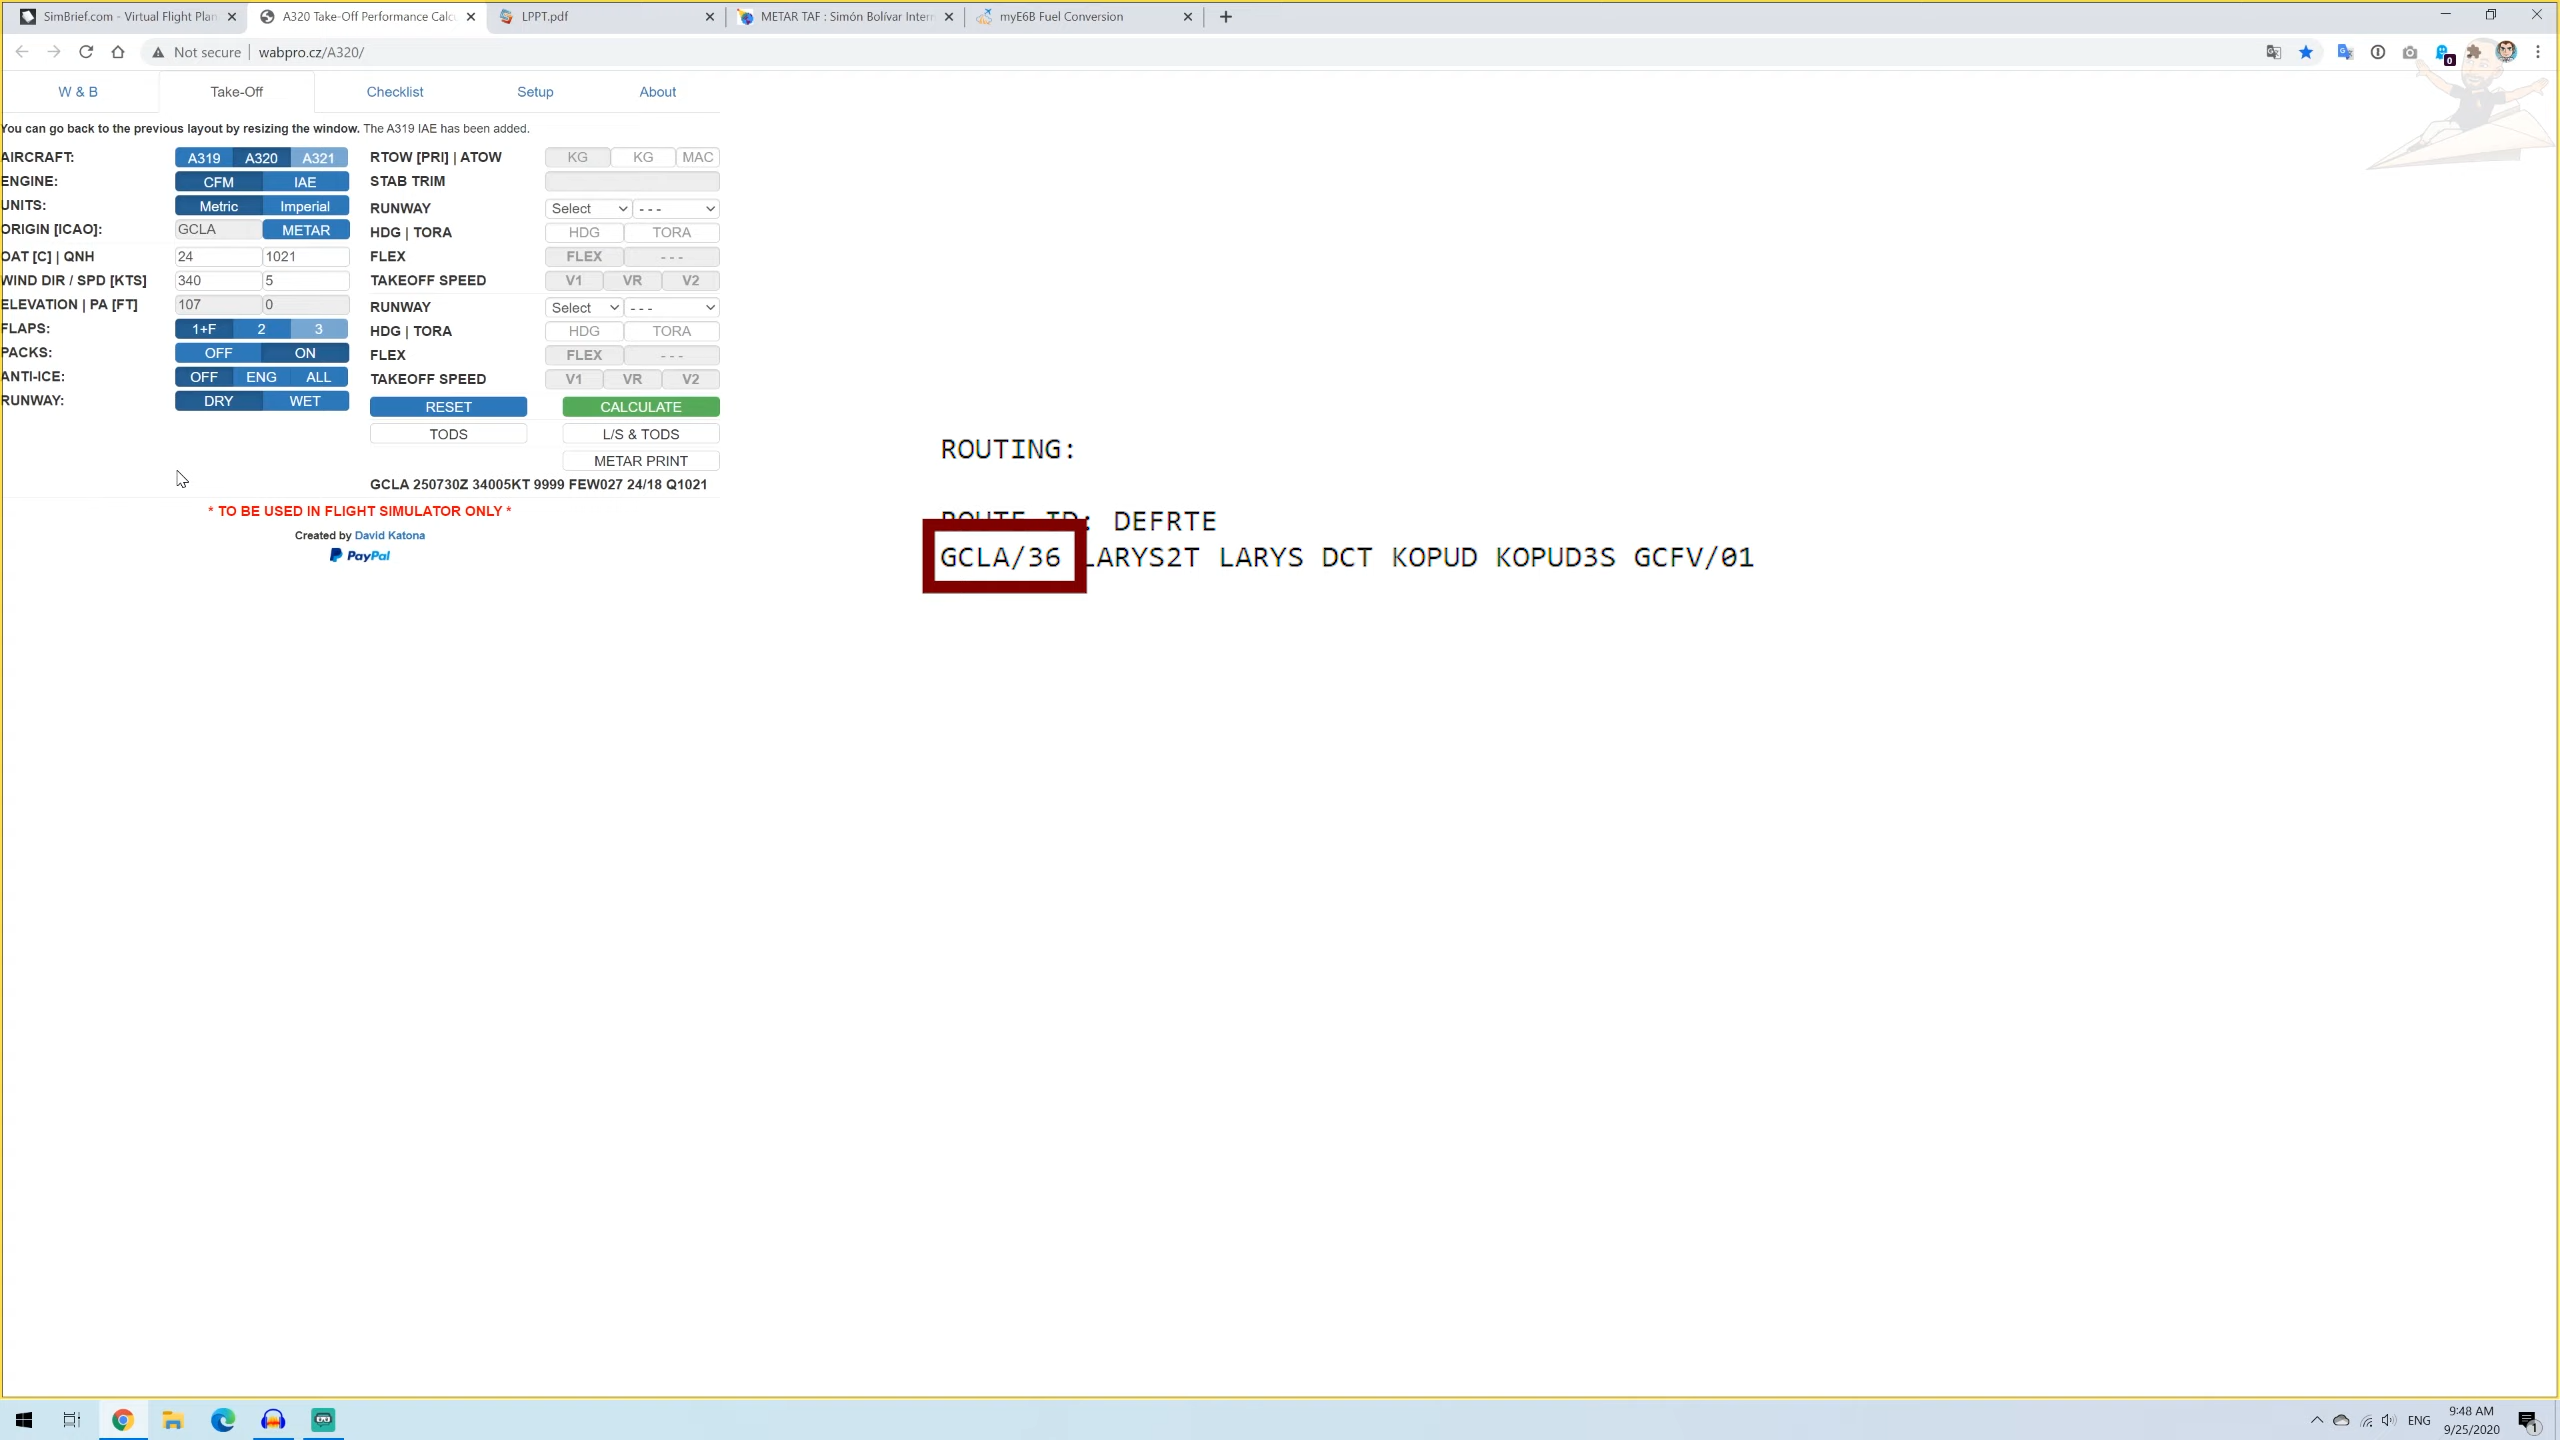 SimBrief.com - Virtual Flight Plan
A320 Take-Off Performance Calcu
LPPT.pdf
METAR TAF : Simón Bolívar Intern
myE6B Fuel Conversion
Not secure | wabpro.cz/A320/
0
W & B
Take-Off
Checklist
Setup
About
You can go back to the previous layout by resizing the window. The A319 IAE has been added.
AIRCRAFT: A319 A320 A321
ENGINE: CFM IAE
UNITS: Metric Imperial
ORIGIN [ICAO]: GCLA METAR
OAT [C] | QNH 24 1021
WIND DIR / SPD [KTS] 340 5
ELEVATION | PA [FT] 107 0
FLAPS: 1+F 2 3
PACKS: OFF ON
ANTI-ICE: OFF ENG ALL
RUNWAY: DRY WET
RTOW [PRI] | ATOW KG KG MAC
STAB TRIM
RUNWAY Select - - -
HDG | TORA HDG TORA
FLEX FLEX - - -
TAKEOFF SPEED V1 VR V2
RUNWAY Select - - -
HDG | TORA HDG TORA
FLEX FLEX - - -
TAKEOFF SPEED V1 VR V2
RESET CALCULATE
TODS L/S & TODS
METAR PRINT
GCLA 250730Z 34005KT 9999 FEW027 24/18 Q1021
* TO BE USED IN FLIGHT SIMULATOR ONLY *
Created by David Katona
PayPal
ROUTING:
ROUTE ID: DEFRTE
GCLA/36 LARYS2T LARYS DCT KOPUD KOPUD3S GCFV/01
ENG
9:48 AM
9/25/2020
1